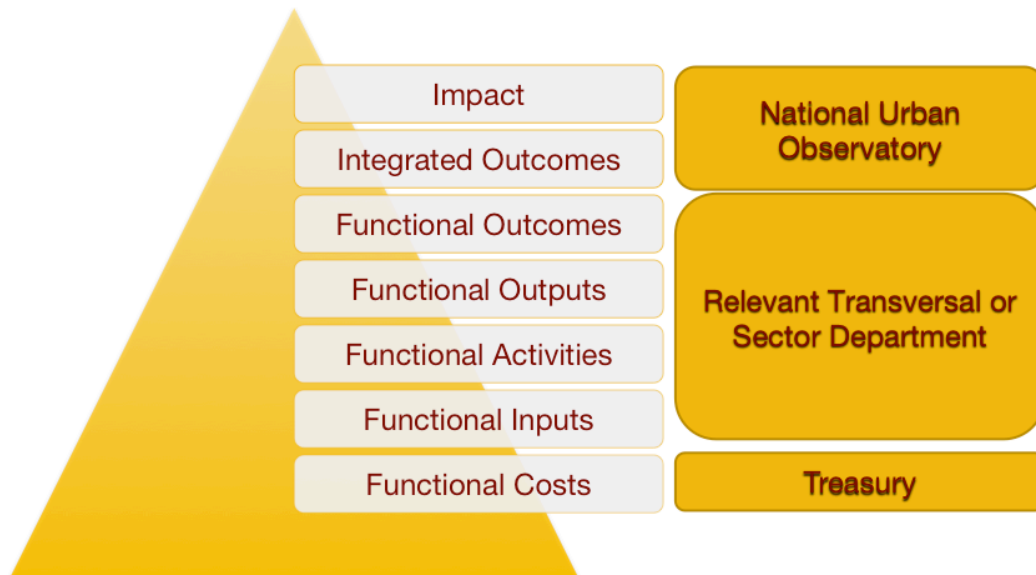 Impact
Integrated Outcomes
Functional Outcomes
Functional Outputs
Functional Activities
Functional Inputs
Functional Costs
National Urban
Observatory
Relevant Transversal or
Sector Department
Treasury